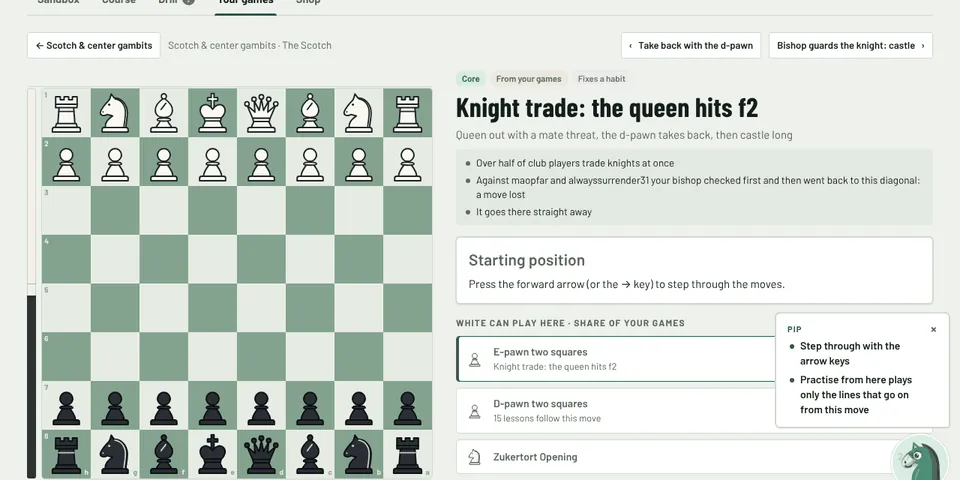 Sandbox Course Drill Your games Shop
← Scotch & center gambits Scotch & center gambits · The Scotch ‹ Take back with the d-pawn Bishop guards the knight: castle ›
Core From your games Fixes a habit
Knight trade: the queen hits f2
Queen out with a mate threat, the d-pawn takes back, then castle long
Over half of club players trade knights at once
Against maopfar and alwayssurrender31 your bishop checked first and then went back to this diagonal:
a move lost
It goes there straight away
Starting position
Press the forward arrow (or the → key) to step through the moves.
WHITE CAN PLAY HERE · SHARE OF YOUR GAMES
E-pawn two squares
Knight trade: the queen hits f2
D-pawn two squares
15 lessons follow this move
Zukertort Opening
PIP ×
Step through with the
arrow keys
Practise from here plays
only the lines that go on
from this move
1
2
3
4
5
6
7
8
h g f e d c b a